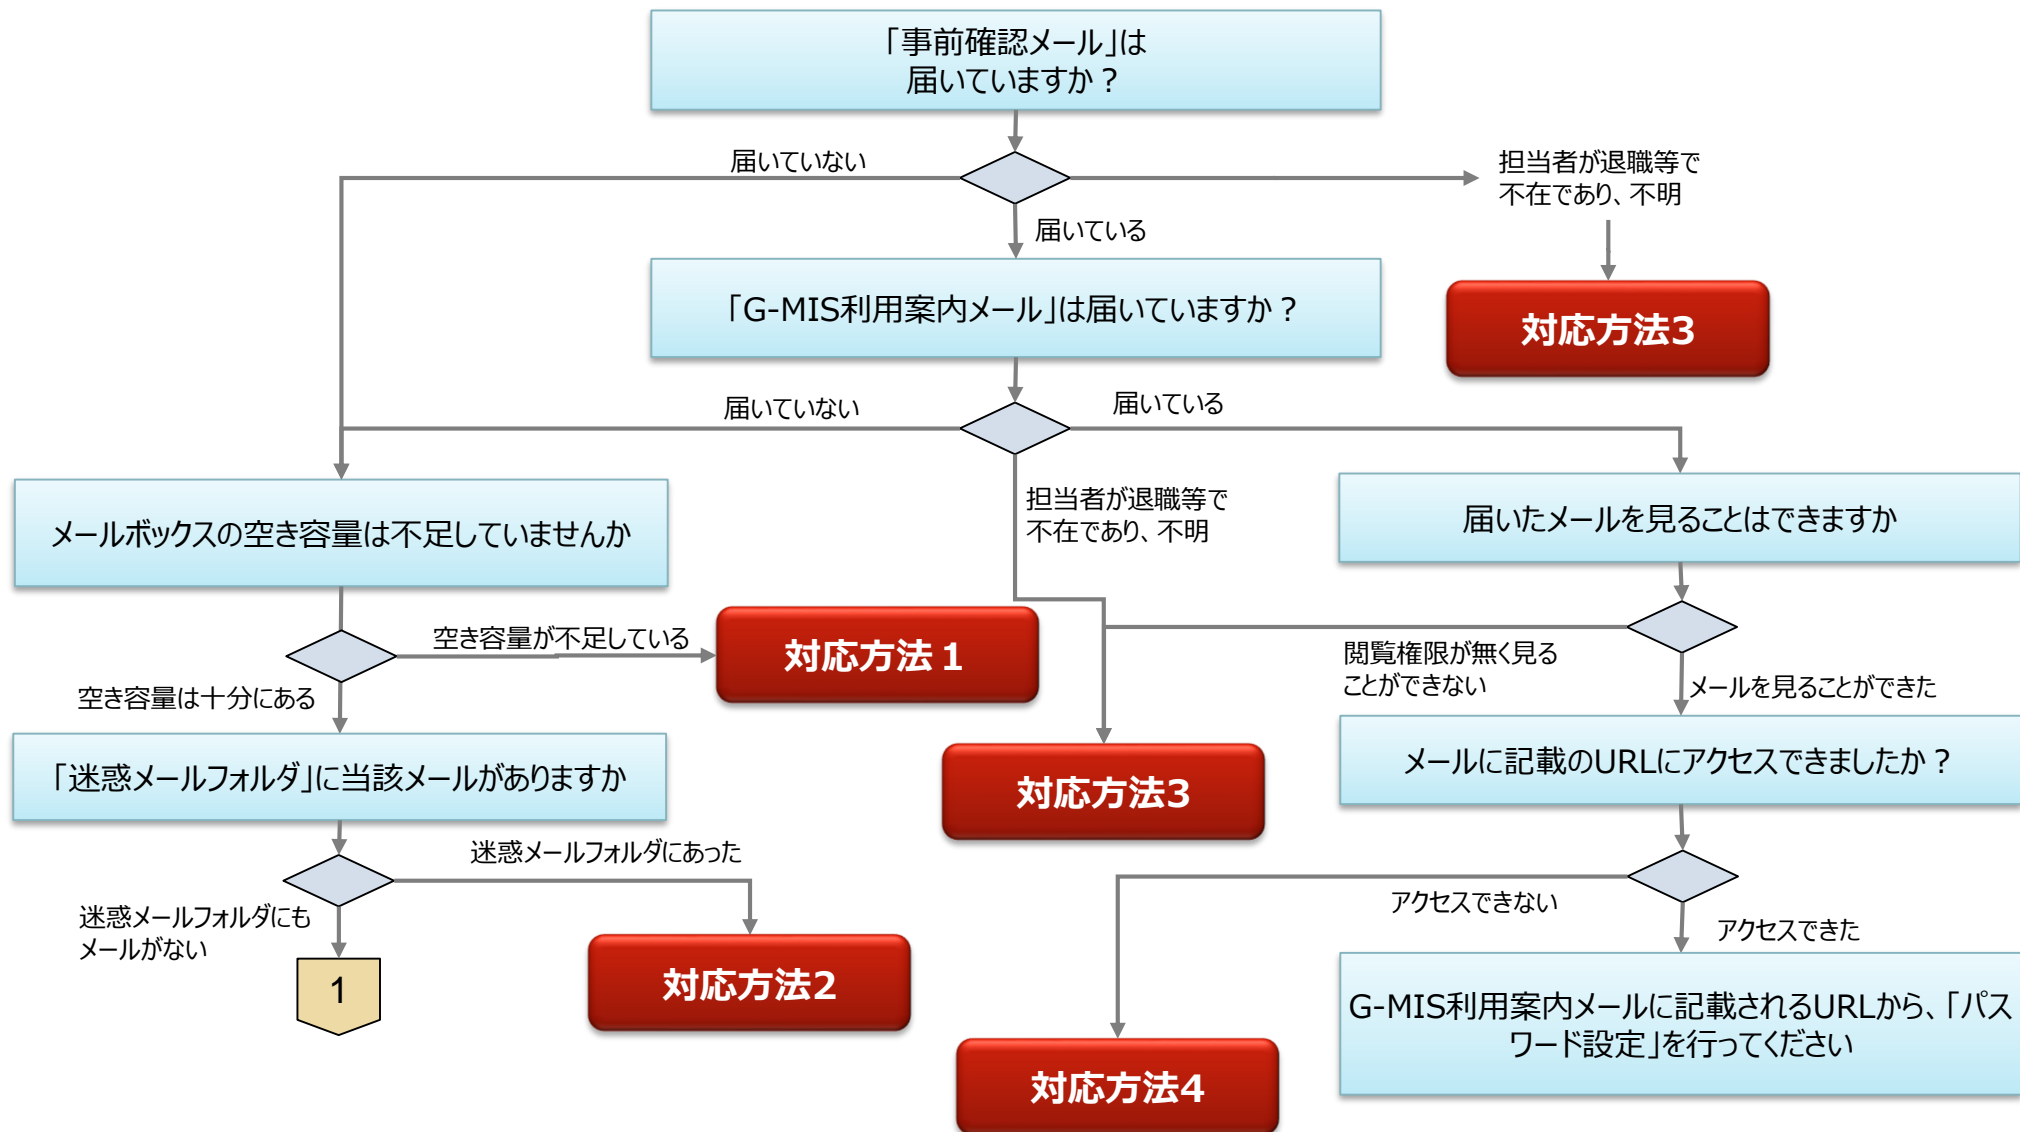 「事前確認メール」は
届いていますか？
届いていない
担当者が退職等で
不在であり、不明
届いている
「G-MIS利用案内メール」は届いていますか？
対応方法3
届いていない
届いている
担当者が退職等で
不在であり、不明
メールボックスの空き容量は不足していませんか
届いたメールを見ることはできますか
空き容量が不足している
対応方法１
閲覧権限が無く見る
ことができない
空き容量は十分にある
メールを見ることができた
「迷惑メールフォルダ」に当該メールがありますか
対応方法3
メールに記載のURLにアクセスできましたか？
迷惑メールフォルダにあった
迷惑メールフォルダにも
メールがない
アクセスできない
アクセスできた
1
対応方法2
G-MIS利用案内メールに記載されるURLから、「パス
ワード設定」を行ってください
対応方法4